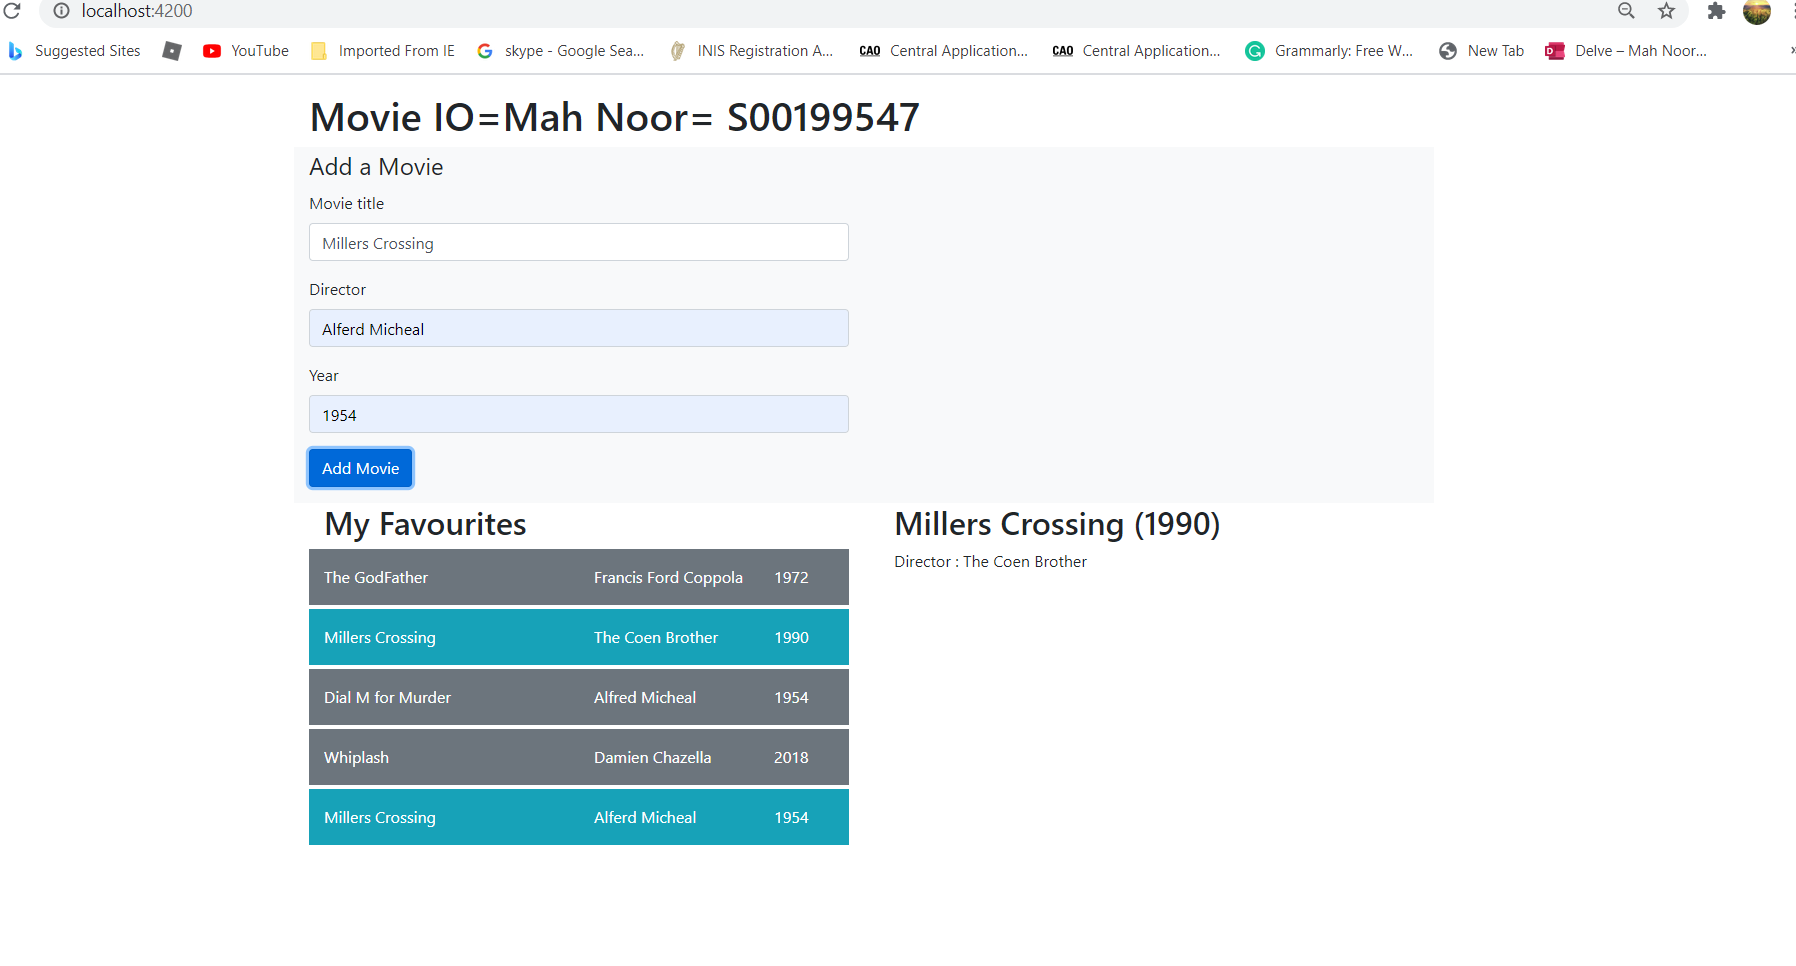 localhost:4200
Suggested Sites YouTube Imported From IE G skype - Google Sea... INIS Registration A... CAO Central Application... CAO Central Application... G Grammarly: Free W... New Tab D Delve – Mah Noor... »
Movie IO=Mah Noor= S00199547
Add a Movie
Movie title
Millers Crossing
Director
Alferd Micheal
Year
1954
Add Movie
My Favourites
The GodFather Francis Ford Coppola 1972
Millers Crossing The Coen Brother 1990
Dial M for Murder Alfred Micheal 1954
Whiplash Damien Chazella 2018
Millers Crossing Alferd Micheal 1954
Millers Crossing (1990)
Director : The Coen Brother